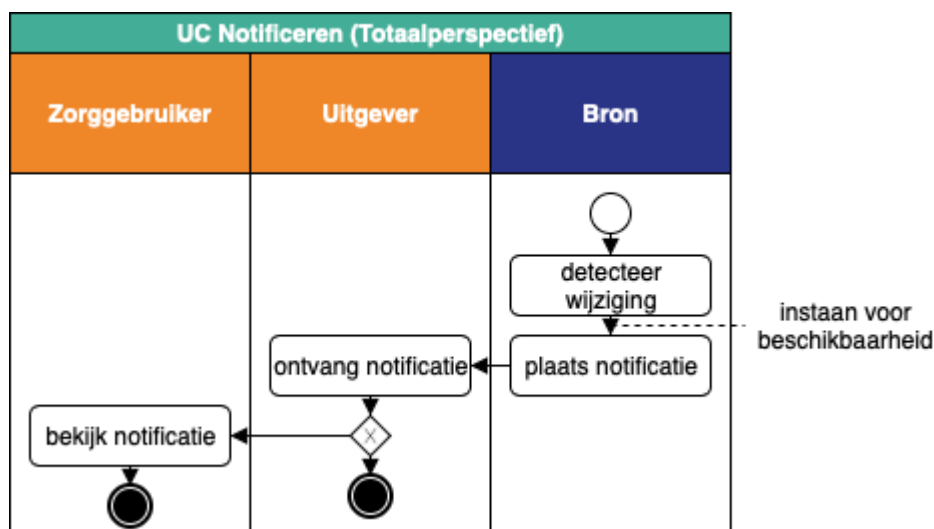 UC Notificeren (Totaalperspectief)
Zorggebruiker
Uitgever
Bron
detecteer
wijziging
instaan voor
beschikbaarheid
ontvang notificatie
plaats notificatie
X
bekijk notificatie